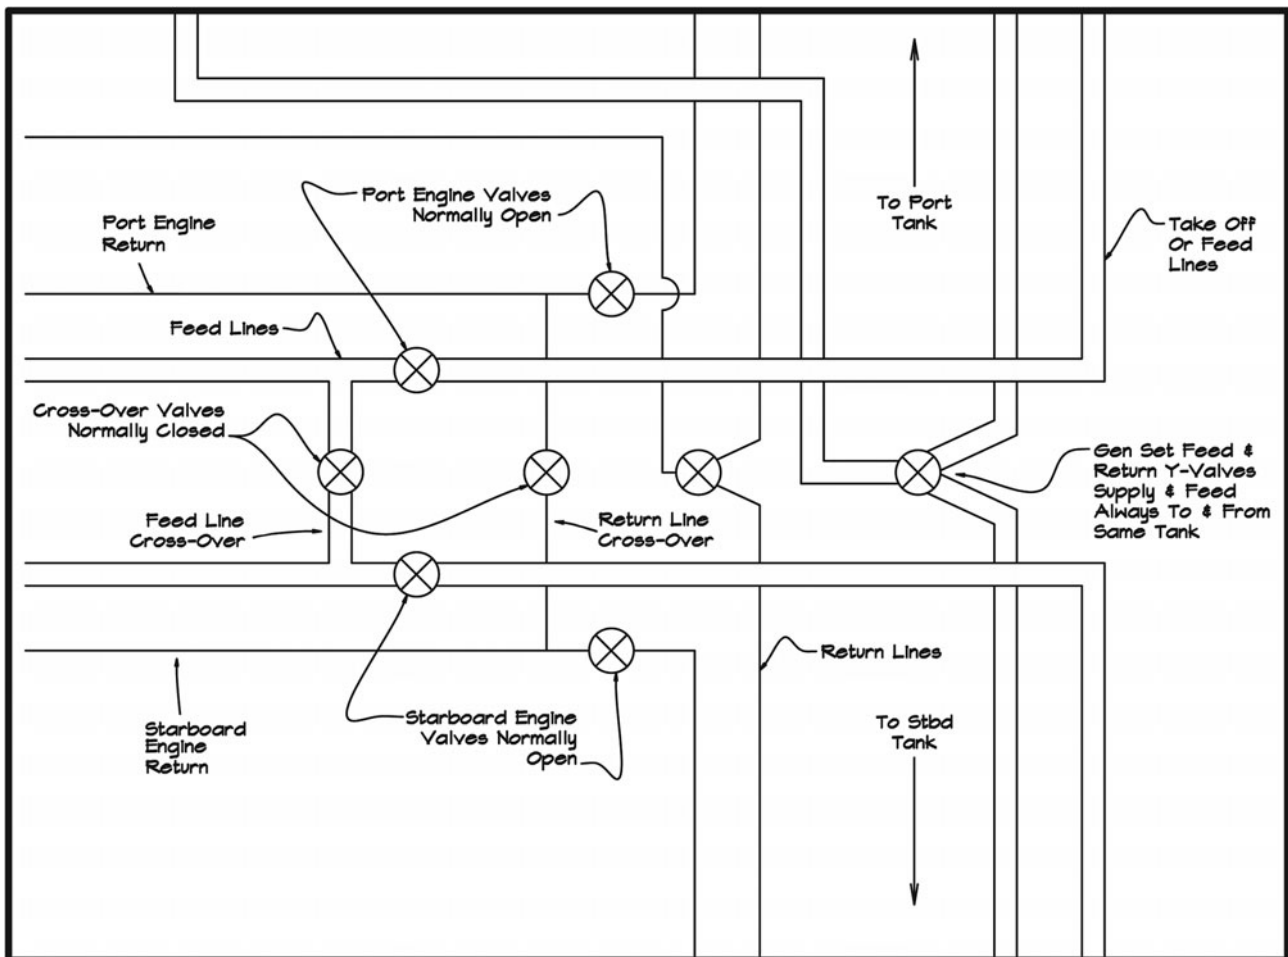 Port Engine Valves
Normally Open
To Port
Tank
Port Engine
Return
Take Off
Or Feed
Lines
Feed Lines
Cross-Over Valves
Normally Closed
Gen Set Feed &
Return Y-Valves
Supply & Feed
Always To & From
Same Tank
Feed Line
Cross-Over
Return Line
Cross-Over
Return Lines
Starboard
Engine
Return
Starboard Engine
Valves Normally
Open
To Stbd
Tank